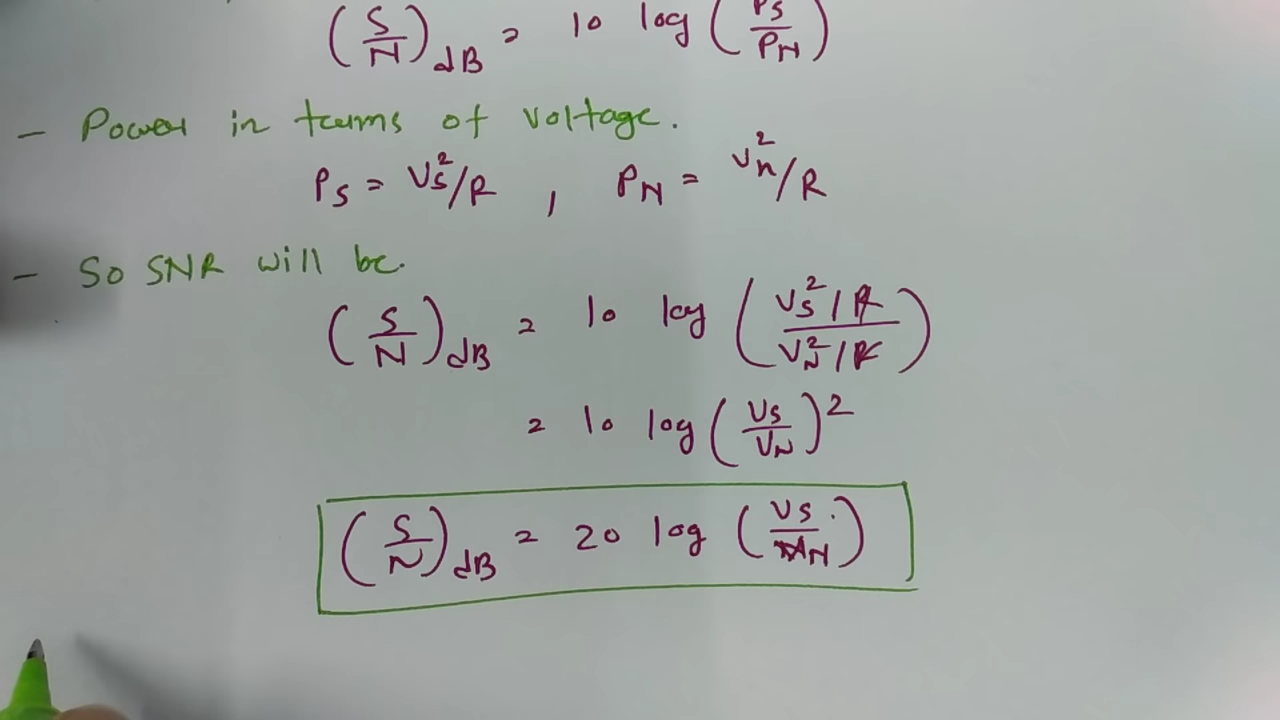 (S/N)dB = 10 log (PS/PN)
- Power in terms of voltage.
PS = VS²/R , PN = Vn²/R
- So SNR will be.
(S/N)dB = 10 log (VS²/R / VN²/R)
= 10 log (VS/VN)²
(S/N)dB = 20 log (VS/VN)